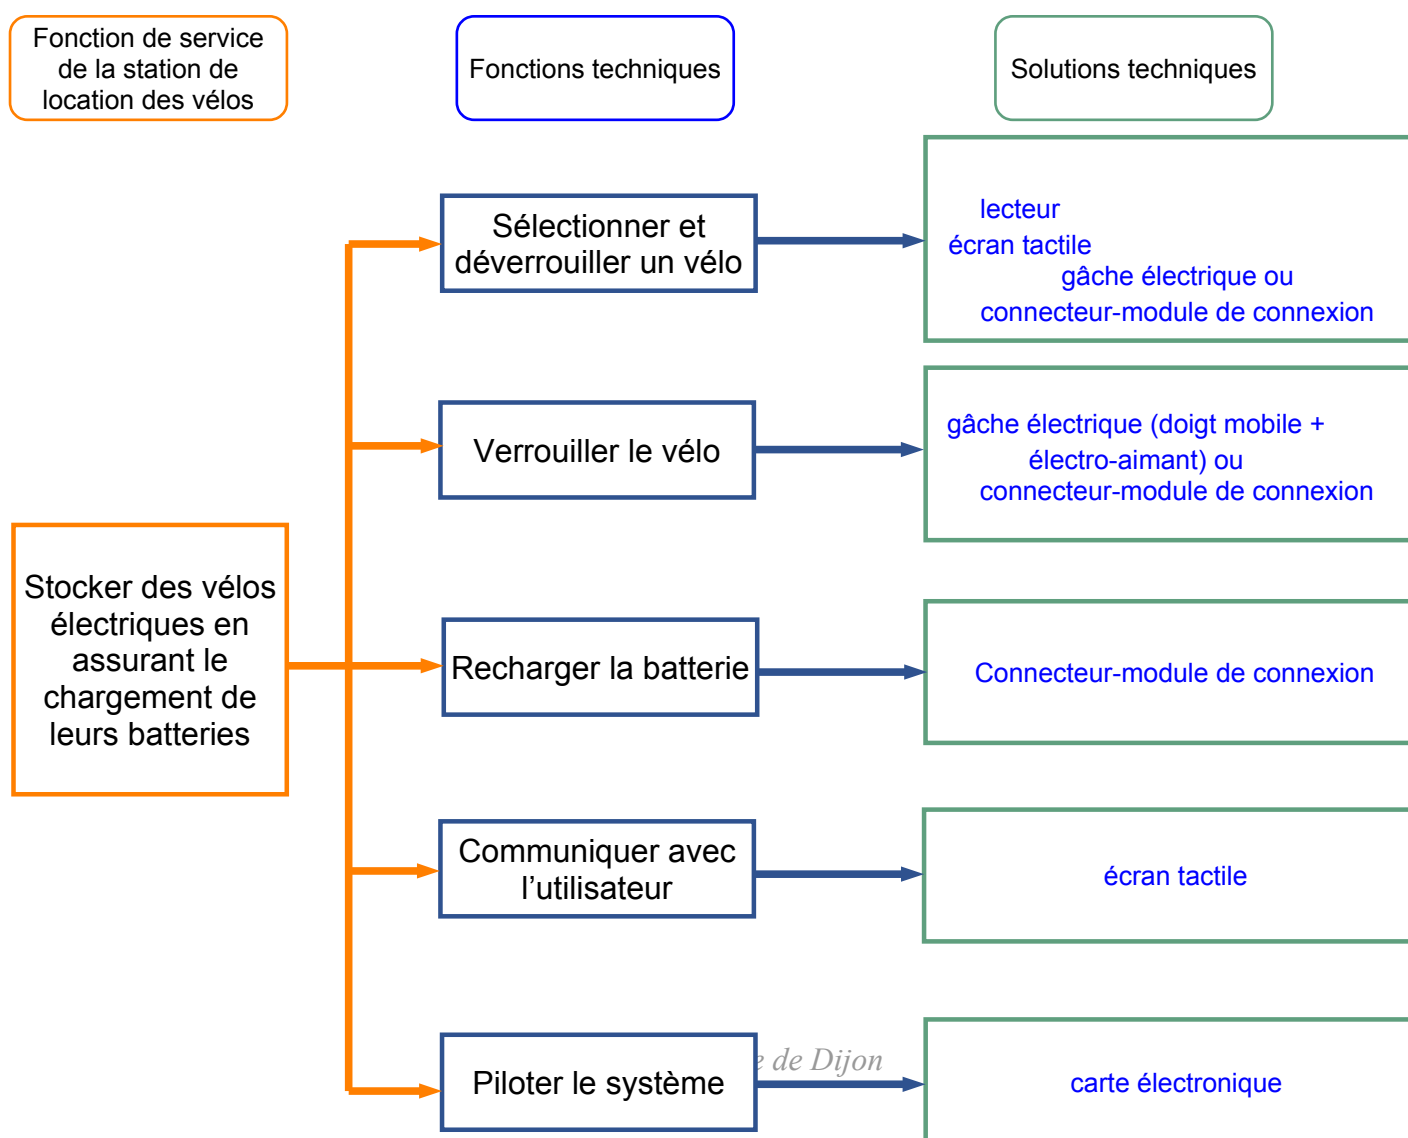 Fonction de service
de la station de
location des vélos
Fonctions techniques
Solutions techniques
Sélectionner et
déverrouiller un vélo
lecteur
écran tactile
gâche électrique ou
connecteur-module de connexion
Verrouiller le vélo
gâche électrique (doigt mobile +
électro-aimant) ou
connecteur-module de connexion
Stocker des vélos
électriques en
assurant le
chargement de
leurs batteries
Recharger la batterie
Connecteur-module de connexion
Communiquer avec
l’utilisateur
écran tactile
Piloter le système
de Dijon
carte électronique